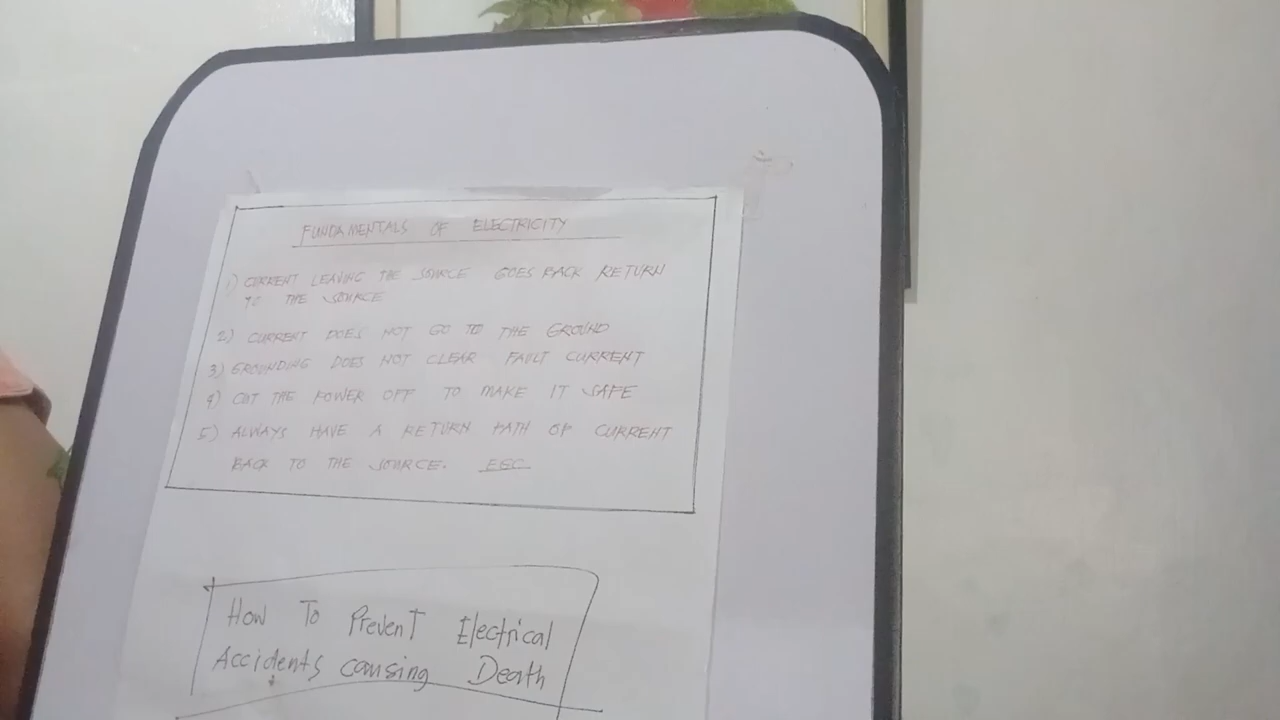 FUNDAMENTALS OF ELECTRICITY
1) CURRENT LEAVING THE SOURCE GOES BACK RETURN
TO THE SOURCE
2) CURRENT DOES NOT GO TO THE GROUND
3) GROUNDING DOES NOT CLEAR FAULT CURRENT
4) CUT THE POWER OFF TO MAKE IT SAFE
5) ALWAYS HAVE A RETURN PATH OF CURRENT
BACK TO THE SOURCE. EGC
How To Prevent Electrical
Accidents causing Death